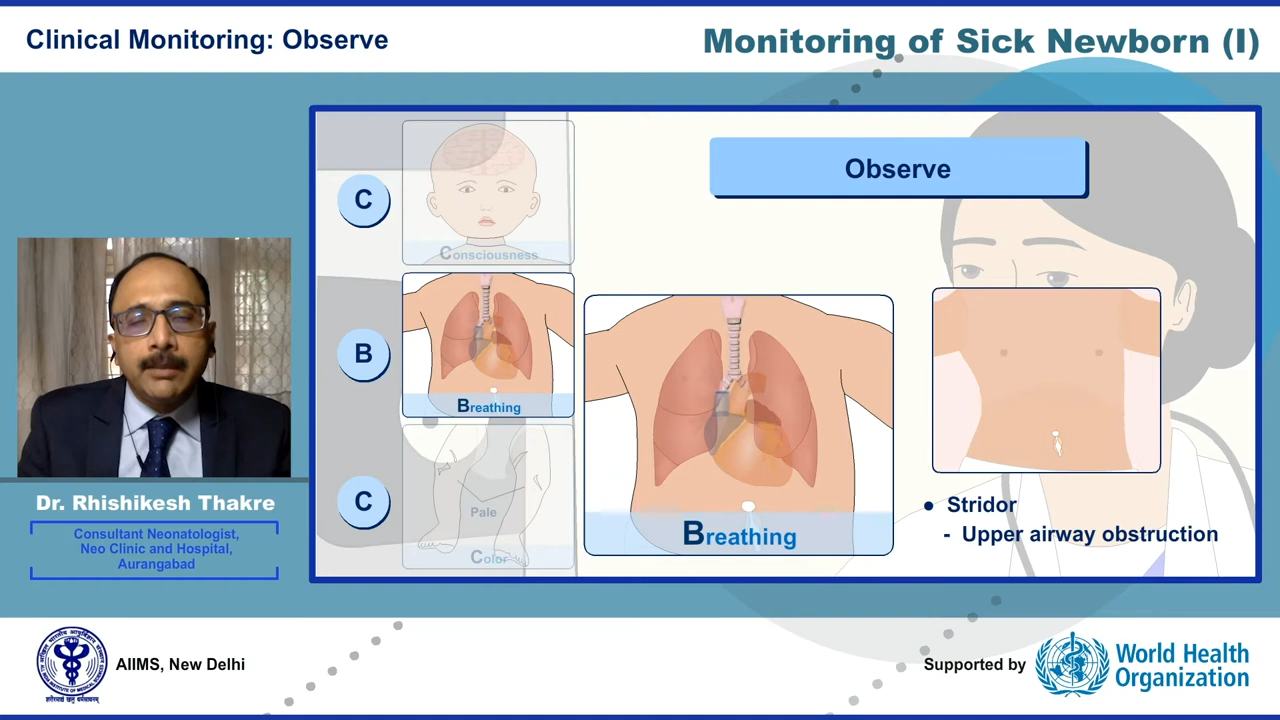 Clinical Monitoring: Observe
Monitoring of Sick Newborn (I)
Observe
C
Consciousness
B
Breathing
C
Pale
Color
Breathing
● Stridor
- Upper airway obstruction
Dr. Rhishikesh Thakre
Consultant Neonatologist,
Neo Clinic and Hospital,
Aurangabad
AIIMS, New Delhi
Supported by
World Health
Organization